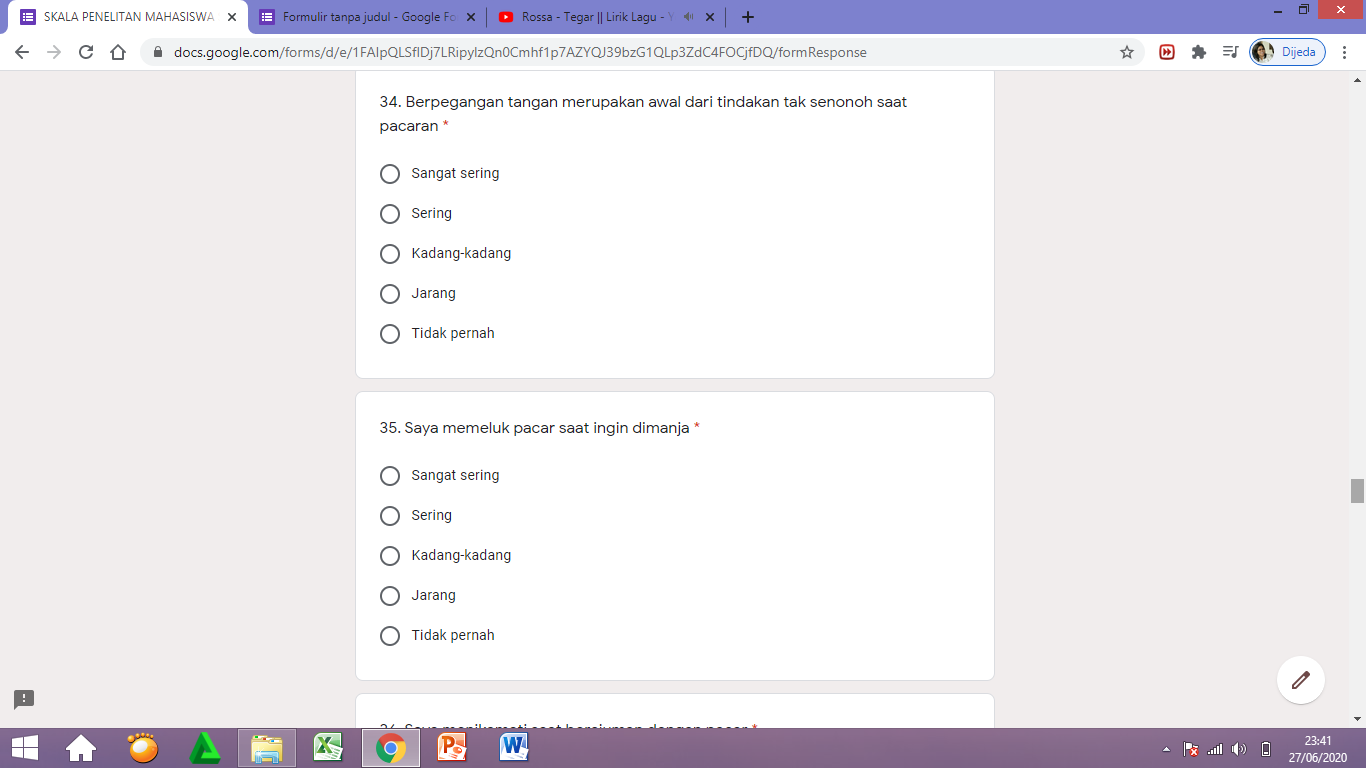 SKALA PENELITAN MAHASISWA
Formulir tanpa judul - Google Fo
Rossa - Tegar || Lirik Lagu - Y
docs.google.com/forms/d/e/1FAIpQLSfIDj7LRipyIzQn0Cmhf1p7AZYQJ39bzG1QLp3ZdC4FOCjfDQ/formResponse
Dijeda
34. Berpegangan tangan merupakan awal dari tindakan tak senonoh saat
pacaran *
Sangat sering
Sering
Kadang-kadang
Jarang
Tidak pernah
35. Saya memeluk pacar saat ingin dimanja *
Sangat sering
Sering
Kadang-kadang
Jarang
Tidak pernah
23:41
27/06/2020